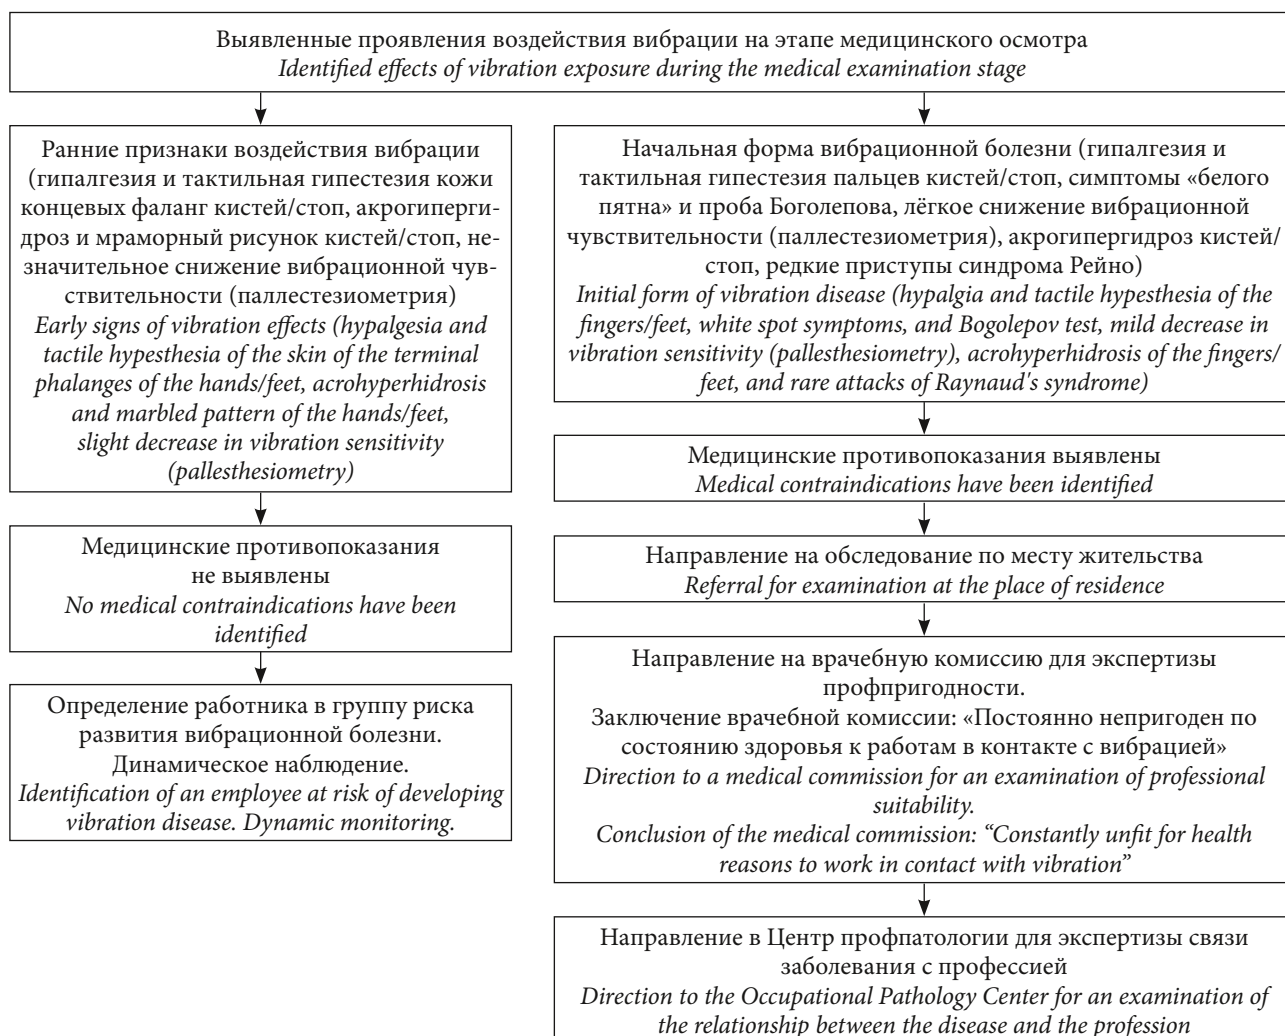 Выявленные проявления воздействия вибрации на этапе медицинского осмотра
Identified effects of vibration exposure during the medical examination stage
Ранние признаки воздействия вибрации
(гипалгезия и тактильная гипестезия кожи
концевых фаланг кистей/стоп, акрогиперги-
дроз и мраморный рисунок кистей/стоп, не-
значительное снижение вибрационной чув-
ствительности (паллестезиометрия)
Early signs of vibration effects (hypalgesia and
tactile hypesthesia of the skin of the terminal
phalanges of the hands/feet, acrohyperhidrosis
and marbled pattern of the hands/feet,
slight decrease in vibration sensitivity
(pallesthesiometry)
Медицинские противопоказания
не выявлены
No medical contraindications have been
identified
Определение работника в группу риска
развития вибрационной болезни.
Динамическое наблюдение.
Identification of an employee at risk of developing
vibration disease. Dynamic monitoring.
Начальная форма вибрационной болезни (гипалгезия и
тактильная гипестезия пальцев кистей/стоп, симптомы «белого
пятна» и проба Боголепова, лёгкое снижение вибрационной
чувствительности (паллестезиометрия), акрогипергидроз кистей/
стоп, редкие приступы синдрома Рейно)
Initial form of vibration disease (hypalgia and tactile hypesthesia of the
fingers/feet, white spot symptoms, and Bogolepov test, mild decrease in
vibration sensitivity (pallesthesiometry), acrohyperhidrosis of the fingers/
feet, and rare attacks of Raynaud's syndrome)
Медицинские противопоказания выявлены
Medical contraindications have been identified
Направление на обследование по месту жительства
Referral for examination at the place of residence
Направление на врачебную комиссию для экспертизы
профпригодности.
Заключение врачебной комиссии: «Постоянно непригоден по
состоянию здоровья к работам в контакте с вибрацией»
Direction to a medical commission for an examination of professional
suitability.
Conclusion of the medical commission: “Constantly unfit for health
reasons to work in contact with vibration”
Направление в Центр профпатологии для экспертизы связи
заболевания с профессией
Direction to the Occupational Pathology Center for an examination of
the relationship between the disease and the profession